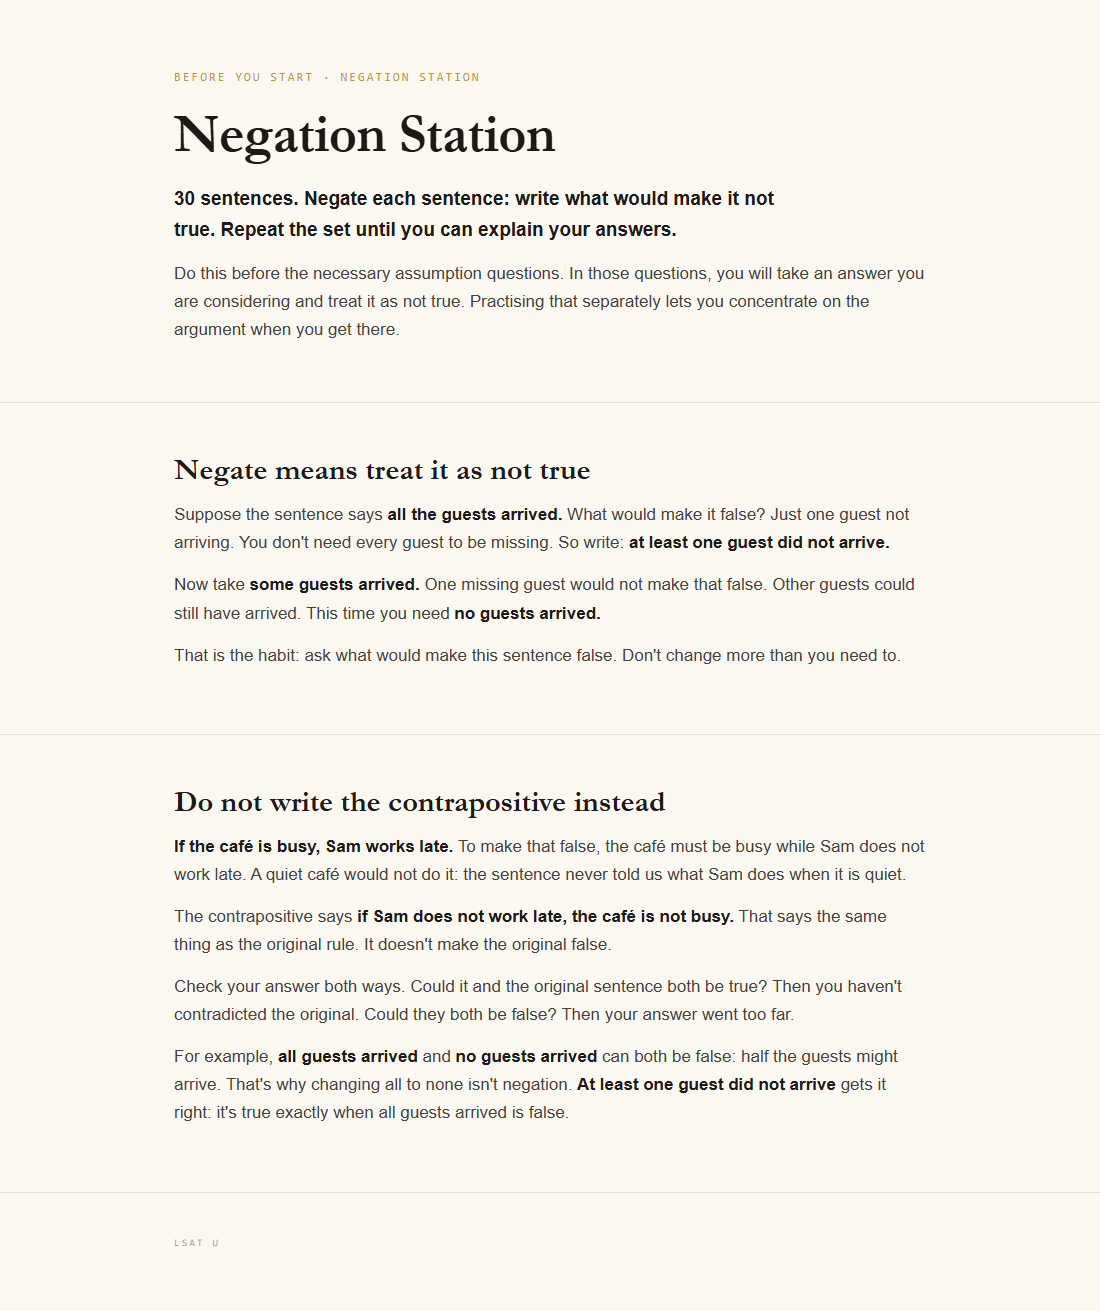 BEFORE YOU START · NEGATION STATION
Negation Station
30 sentences. Negate each sentence: write what would make it not
true. Repeat the set until you can explain your answers.
Do this before the necessary assumption questions. In those questions, you will take an answer you
are considering and treat it as not true. Practising that separately lets you concentrate on the
argument when you get there.
Negate means treat it as not true
Suppose the sentence says all the guests arrived. What would make it false? Just one guest not
arriving. You don't need every guest to be missing. So write: at least one guest did not arrive.
Now take some guests arrived. One missing guest would not make that false. Other guests could
still have arrived. This time you need no guests arrived.
That is the habit: ask what would make this sentence false. Don't change more than you need to.
Do not write the contrapositive instead
If the café is busy, Sam works late. To make that false, the café must be busy while Sam does not
work late. A quiet café would not do it: the sentence never told us what Sam does when it is quiet.
The contrapositive says if Sam does not work late, the café is not busy. That says the same
thing as the original rule. It doesn't make the original false.
Check your answer both ways. Could it and the original sentence both be true? Then you haven't
contradicted the original. Could they both be false? Then your answer went too far.
For example, all guests arrived and no guests arrived can both be false: half the guests might
arrive. That's why changing all to none isn't negation. At least one guest did not arrive gets it
right: it's true exactly when all guests arrived is false.
LSAT U